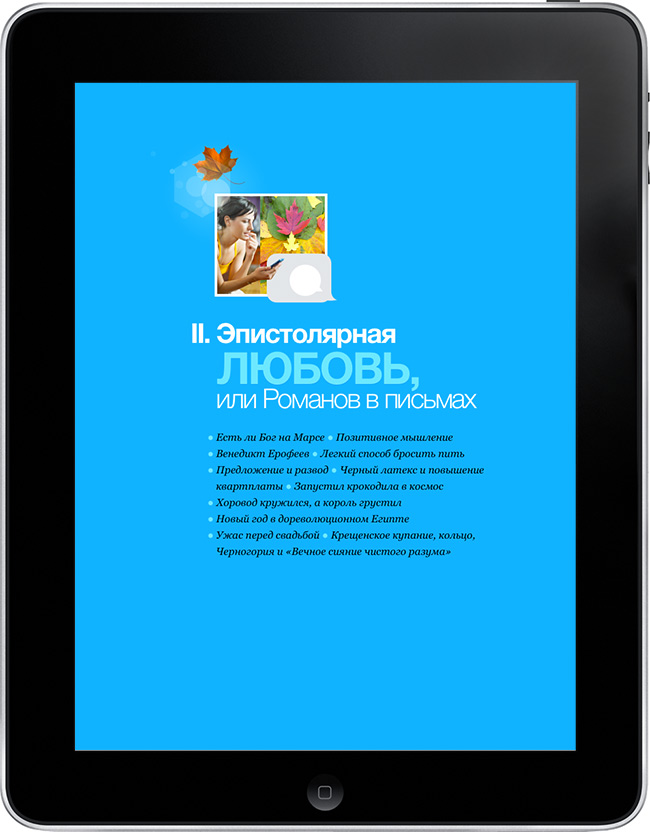 II. Эпистолярная
ЛЮБОВЬ,
или Романов в письмах
• Есть ли Бог на Марсе • Позитивное мышление
• Венедикт Ерофеев • Легкий способ бросить пить
• Предложение и развод • Черный латекс и повышение
квартплаты • Запустил крокодила в космос
• Хоровод кружился, а король грустил
• Новый год в дореволюционном Египте
• Ужас перед свадьбой • Крещенское купание, кольцо,
Черногория и «Вечное сияние чистого разума»